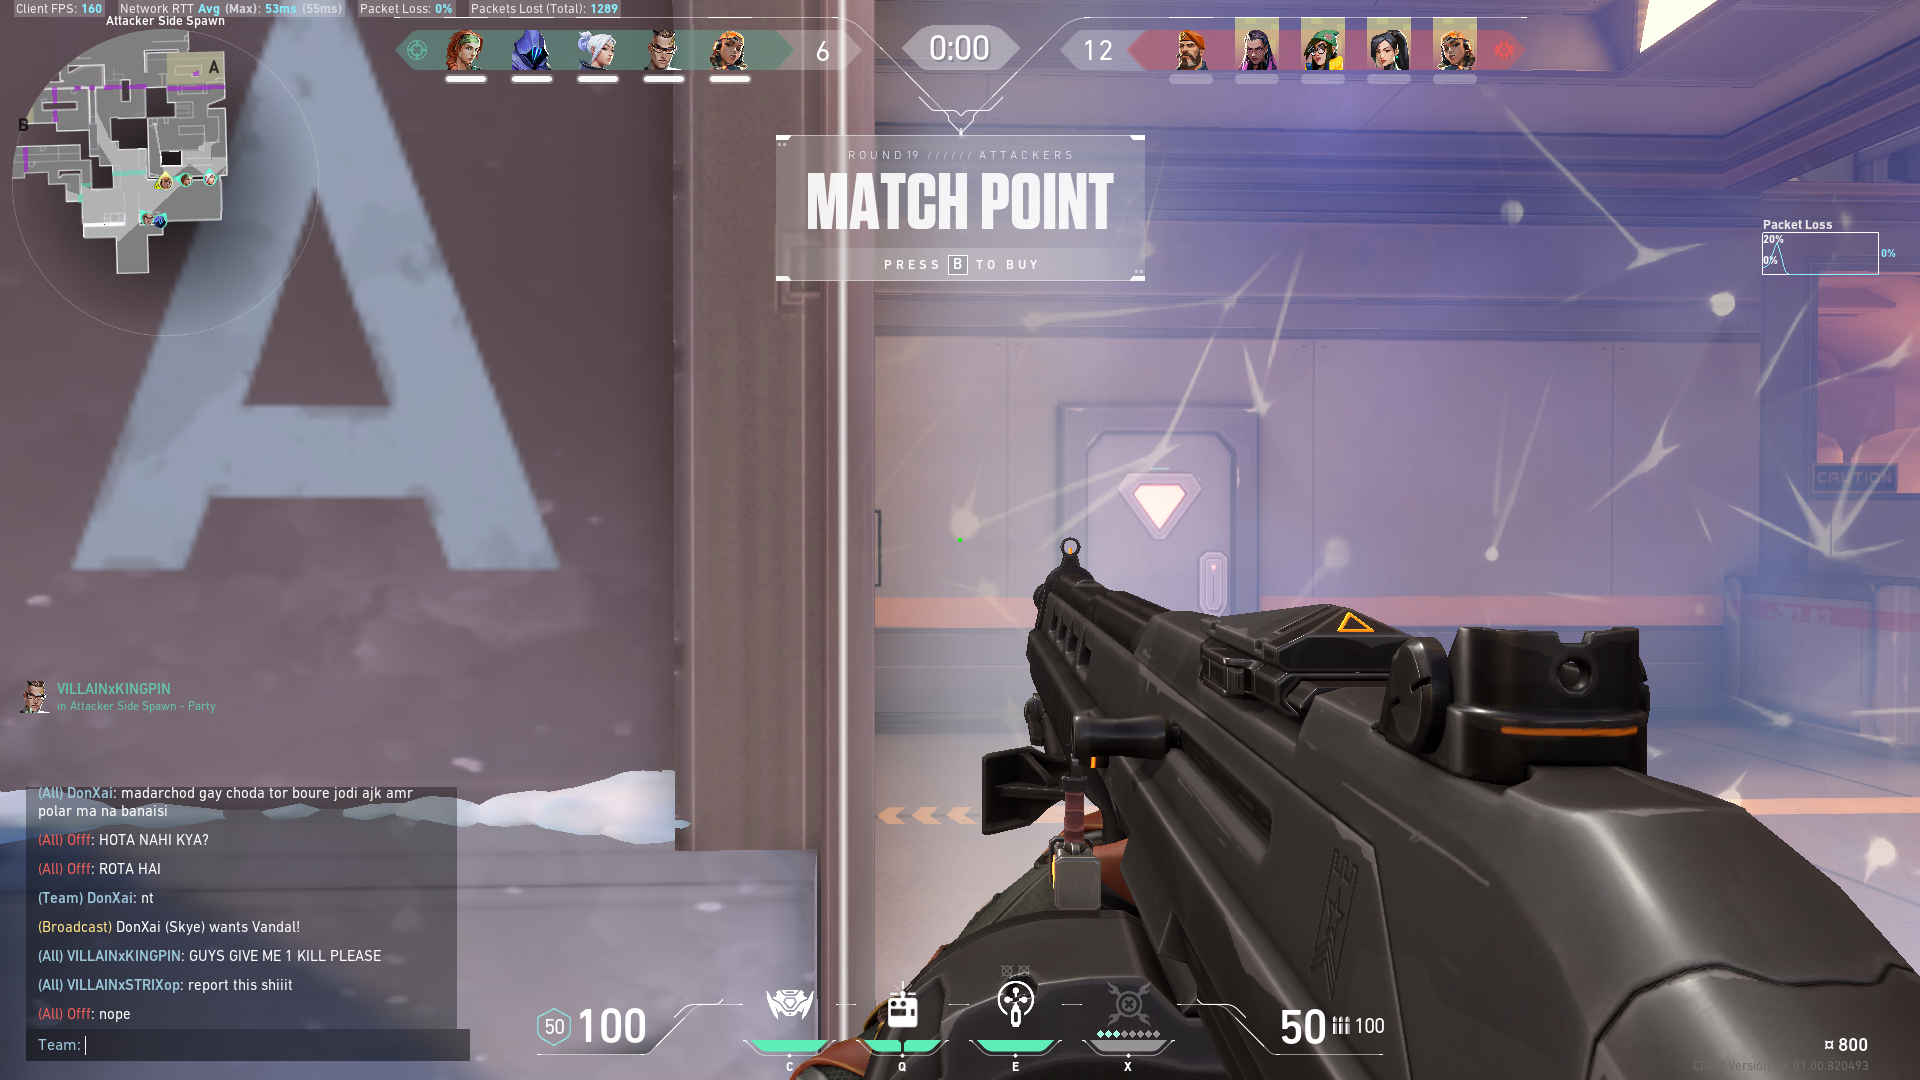 Client FPS: 160 Network RTT Avg (Max): 53ms (55ms) Packet Loss: 0% Packets Lost (Total): 1289
Attacker Side Spawn
A
B
6
0:00
12
ROUND 19 ////// ATTACKERS
MATCH POINT
PRESS B TO BUY
Packet Loss
20%
0%
0%
A
CAUTION
VILLAINxKINGPIN
in Attacker Side Spawn - Party
(All) DonXai: madarchod gay choda tor boure jodi ajk amr
polar ma na banaisi
(All) Offf: HOTA NAHI KYA?
(All) Offf: ROTA HAI
(Team) DonXai: nt
(Broadcast) DonXai (Skye) wants Vandal!
(All) VILLAINxKINGPIN: GUYS GIVE ME 1 KILL PLEASE
(All) VILLAINxSTRIXop: report this shiiit
(All) Offf: nope
Team:
50 100
C
Q
E
X
50 100
¤ 800